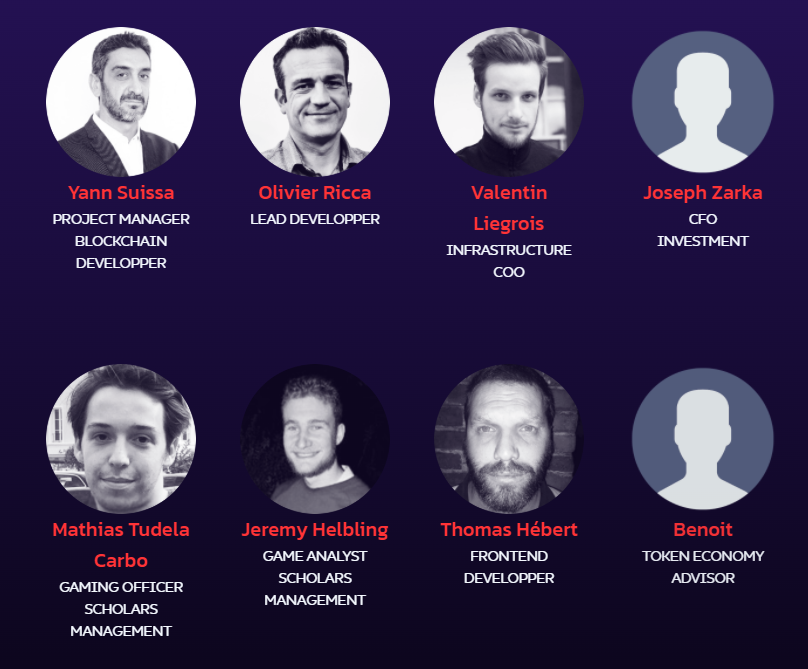 Yann Suissa
PROJECT MANAGER
BLOCKCHAIN
DEVELOPPER
Olivier Ricca
LEAD DEVELOPPER
Valentin
Liegrois
INFRASTRUCTURE
COO
Joseph Zarka
CFO
INVESTMENT
Mathias Tudela
Carbo
GAMING OFFICER
SCHOLARS
MANAGEMENT
Jeremy Helbling
GAME ANALYST
SCHOLARS
MANAGEMENT
Thomas Hébert
FRONTEND
DEVELOPPER
Benoit
TOKEN ECONOMY
ADVISOR